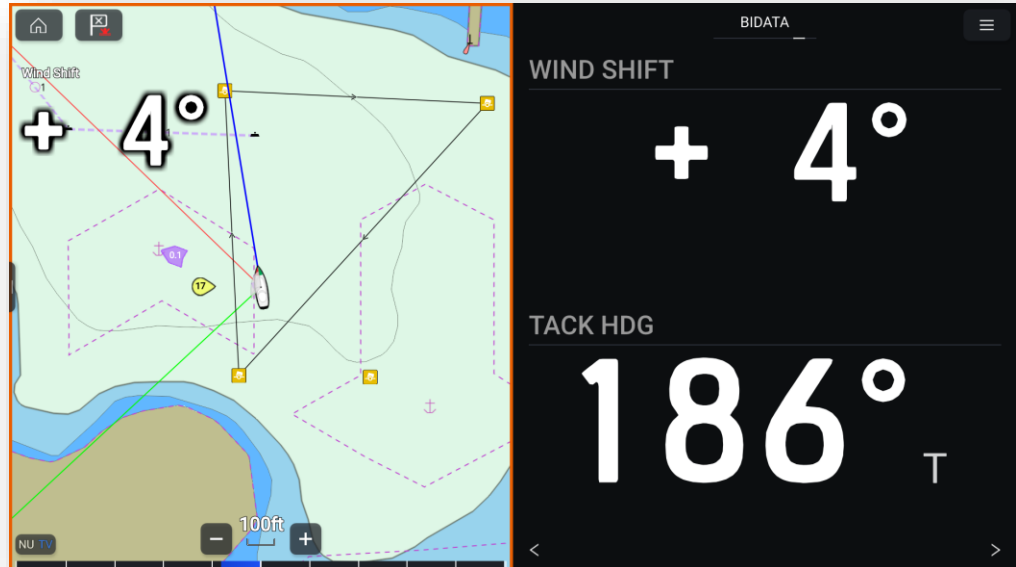 Wind Shift
1
+ 4°
0.1
17
100ft
NU TV
BIDATA
WIND SHIFT
+ 4°
TACK HDG
186°
T